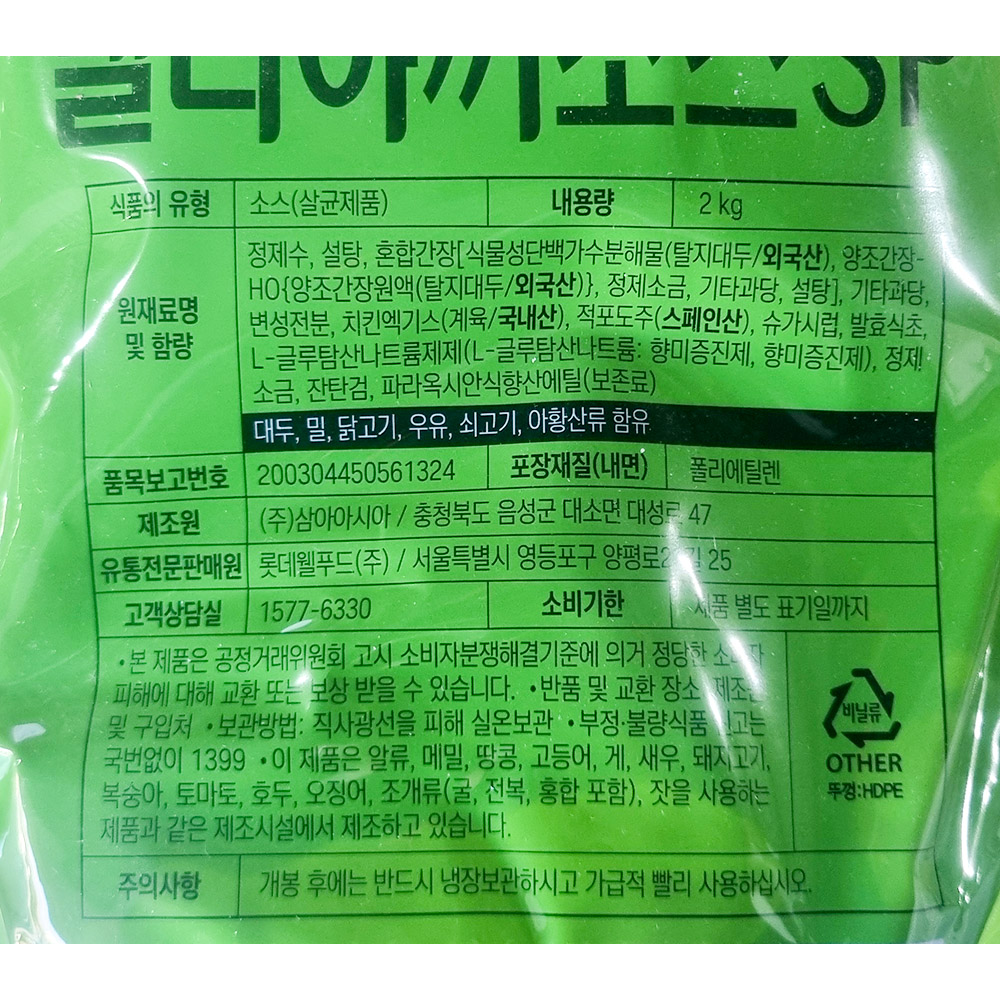 데리야끼소스SP
식품의 유형 소스(살균제품) 내용량 2 kg
원재료명 및 함량
정제수, 설탕, 혼합간장[식물성단백가수분해물(탈지대두/외국산), 양조간장-
HO{양조간장원액(탈지대두/외국산)}, 정제소금, 기타과당, 설탕], 기타과당,
변성전분, 치킨엑기스(계육/국내산), 적포도주(스페인산), 슈가시럽, 발효식초,
L-글루탐산나트륨제제(L-글루탐산나트륨: 향미증진제, 향미증진제), 정제
소금, 잔탄검, 파라옥시안식향산에틸(보존료)
대두, 밀, 닭고기, 우유, 쇠고기, 아황산류 함유
품목보고번호 200304450561324 포장재질(내면) 폴리에틸렌
제조원 (주)삼아아시아 / 충청북도 음성군 대소면 대성로 47
유통전문판매원 롯데웰푸드(주) / 서울특별시 영등포구 25
고객상담실 1577-6330 소비기한 제품 별도 표기일까지
•본 제품은 공정거래위원회 고시 소비자분쟁해결기준에 의거 정당한 소비자
피해에 대해 교환 또는 보상 받을 수 있습니다. •반품 및 교환 장소: 제조원
및 구입처 •보관방법: 직사광선을 피해 실온보관 •부정·불량식품 신고는
국번없이 1399 •이 제품은 알류, 메밀, 땅콩, 고등어, 게, 새우, 돼지고기,
복숭아, 토마토, 호두, 오징어, 조개류(굴, 전복, 홍합 포함), 잣을 사용하는
제품과 같은 제조시설에서 제조하고 있습니다.
비닐류
OTHER
뚜껑:HDPE
주의사항 개봉 후에는 반드시 냉장보관하시고 가급적 빨리 사용하십시오.